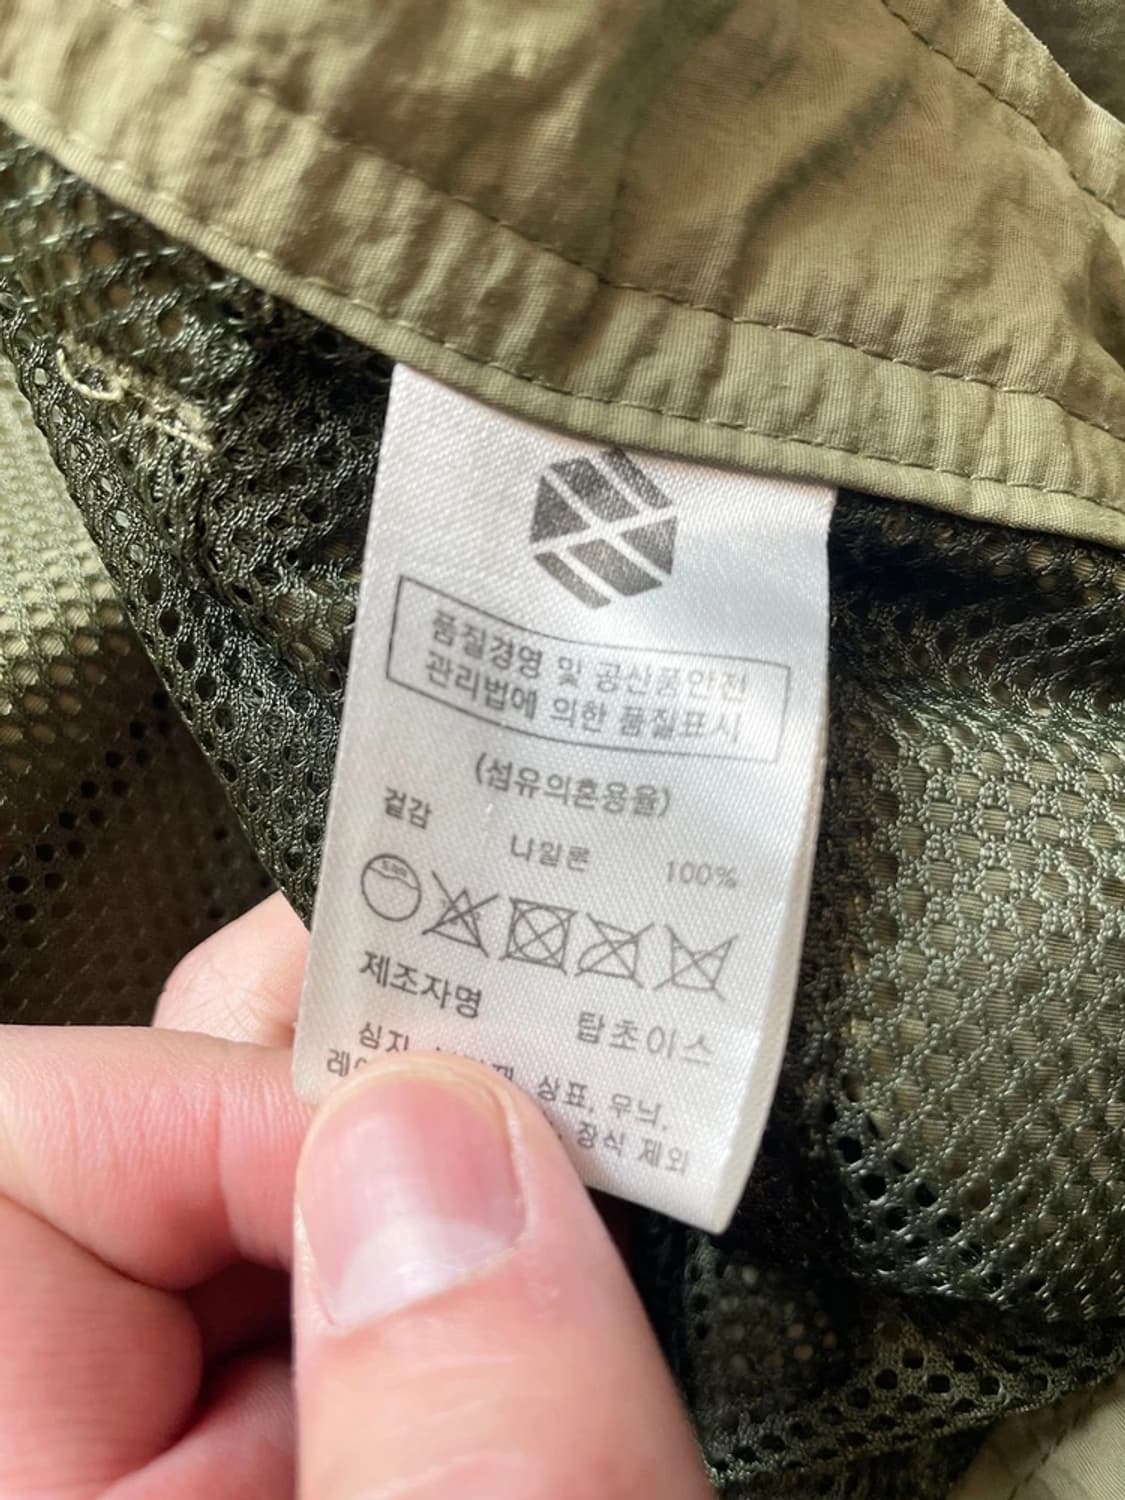 품질경영 및 공산품안전
관리법에 의한 품질표시
(섬유의혼용율)
겉감
나일론 100%
제조자명
탑초이스
심지, 상표, 무늬,
장식 제외